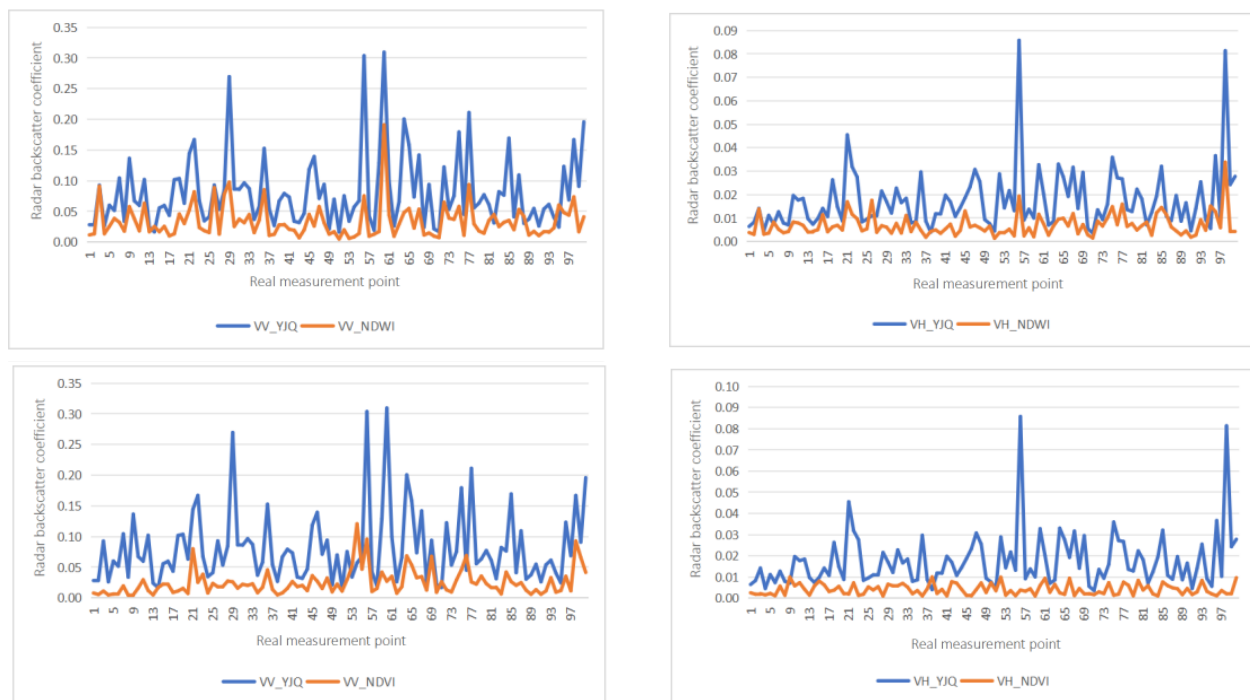 Radar backscatter coefficient
0.35
0.30
0.25
0.20
0.15
0.10
0.05
0.00
1 5 9 13 17 21 25 29 33 37 41 45 49 53 57 61 65 69 73 77 81 85 89 93 97
Real measurement point
VV_YJQ VV_NDWI
Radar backscatter coefficient
0.09
0.08
0.07
0.06
0.05
0.04
0.03
0.02
0.01
0.00
1 5 9 13 17 21 25 29 33 37 41 45 49 53 57 61 65 69 73 77 81 85 89 93 97
Real measurement point
VH_YJQ VH_NDWI
Radar backscatter coefficient
0.35
0.30
0.25
0.20
0.15
0.10
0.05
0.00
1 5 9 13 17 21 25 29 33 37 41 45 49 53 57 61 65 69 73 77 81 85 89 93 97
Real measurement point
VV_YJQ VV_NDVI
Radar backscatter coefficient
0.10
0.09
0.08
0.07
0.06
0.05
0.04
0.03
0.02
0.01
0.00
1 5 9 13 17 21 25 29 33 37 41 45 49 53 57 61 65 69 73 77 81 85 89 93 97
Real measurement point
VH_YJQ VH_NDVI